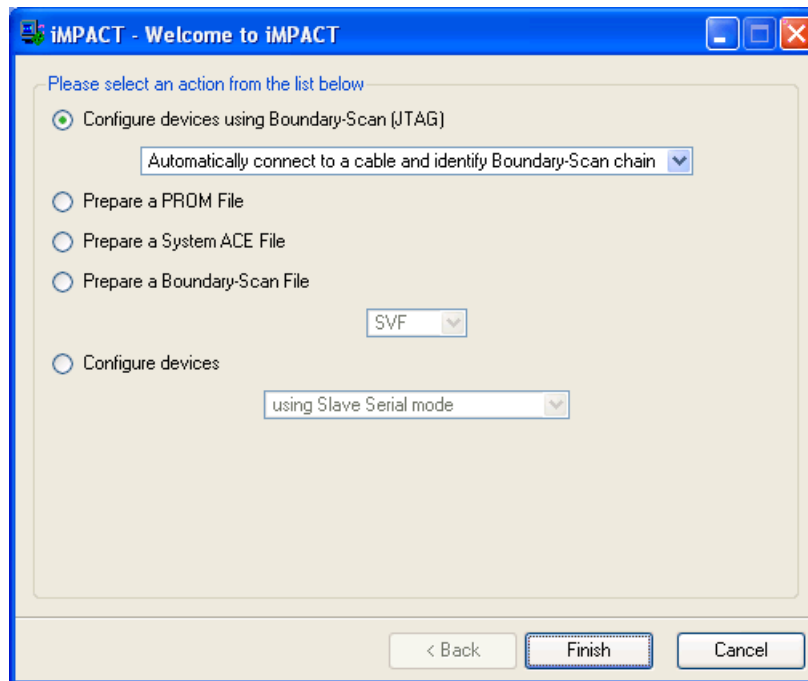 iMPACT - Welcome to iMPACT
Please select an action from the list below
Configure devices using Boundary-Scan (JTAG)
Automatically connect to a cable and identify Boundary-Scan chain
Prepare a PROM File
Prepare a System ACE File
Prepare a Boundary-Scan File
SVF
Configure devices
using Slave Serial mode
< Back Finish Cancel